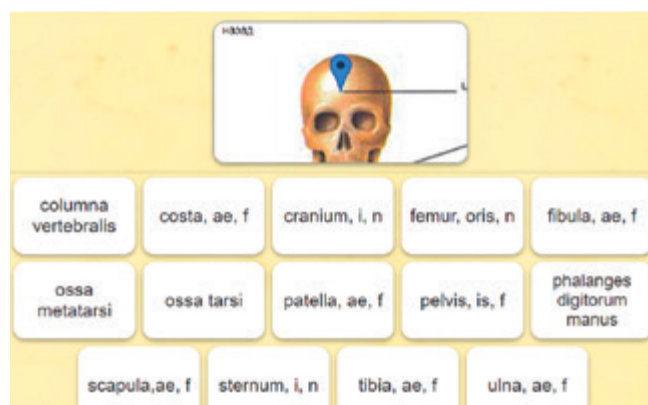 назад
columna
vertebralis
costa, ae, f
cranium, i, n
femur, oris, n
fibula, ae, f
ossa
metatarsi
ossa tarsi
patella, ae, f
pelvis, is, f
phalanges
digitorum
manus
scapula,ae, f
sternum, i, n
tibia, ae, f
ulna, ae, f